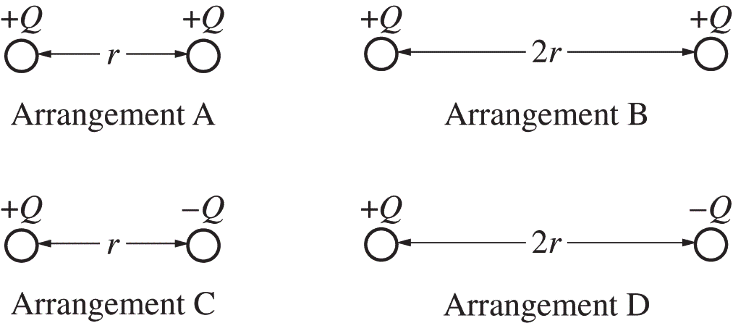 +Q +Q +Q +Q
r 2r
Arrangement A Arrangement B
+Q −Q +Q −Q
r 2r
Arrangement C Arrangement D